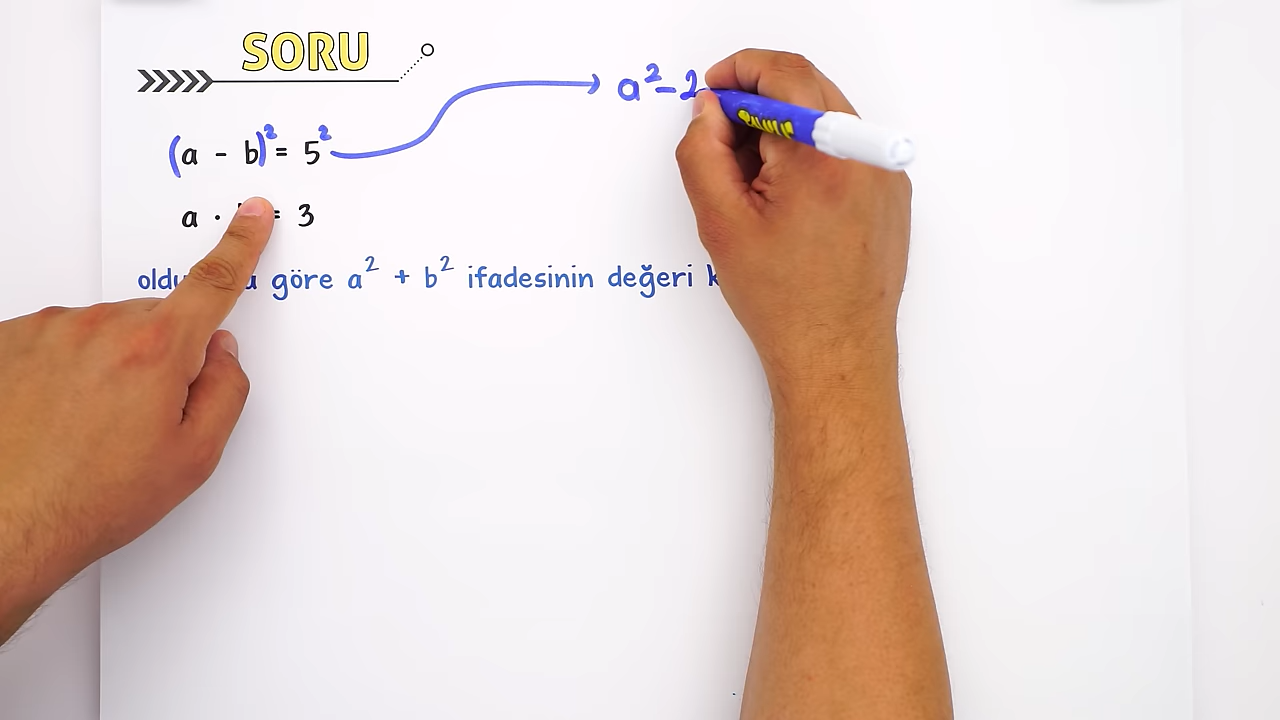 SORU
a² - 2
(a - b)² = 5²
a · = 3
göre a² + b² ifadesinin değeri